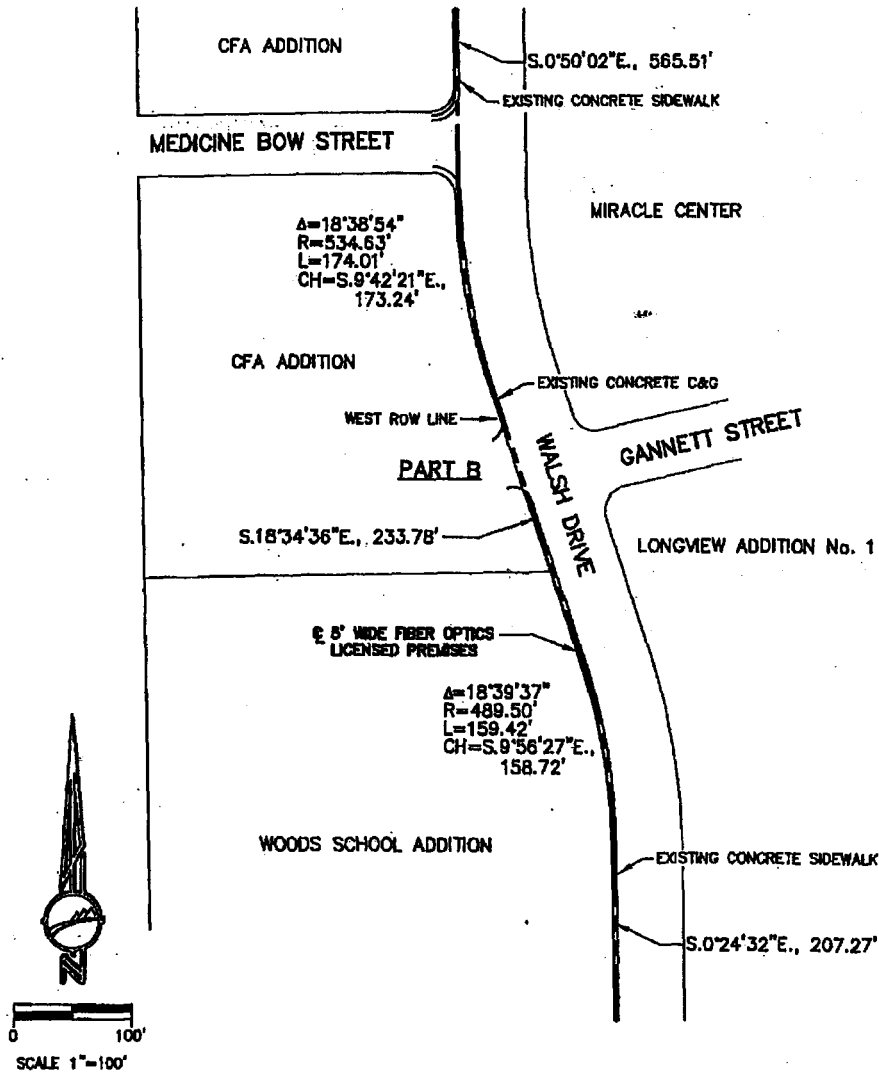 CFA ADDITION
S.0°50'02"E., 565.51'
EXISTING CONCRETE SIDEWALK
MEDICINE BOW STREET
MIRACLE CENTER
Δ=18°38'54"
R=534.63'
L=174.01'
CH=S.9°42'21"E.,
173.24'
CFA ADDITION
EXISTING CONCRETE C&G
WEST ROW LINE
GANNETT STREET
WALSH DRIVE
PART B
S.18°34'36"E., 233.78'
LONGVIEW ADDITION No. 1
℄ 5' WIDE FIBER OPTICS
LICENSED PREMISES
Δ=18°39'37"
R=489.50'
L=159.42'
CH=S.9°56'27"E.,
158.72'
WOODS SCHOOL ADDITION
EXISTING CONCRETE SIDEWALK
S.0°24'32"E., 207.27'
N
0 100'
SCALE 1"=100'